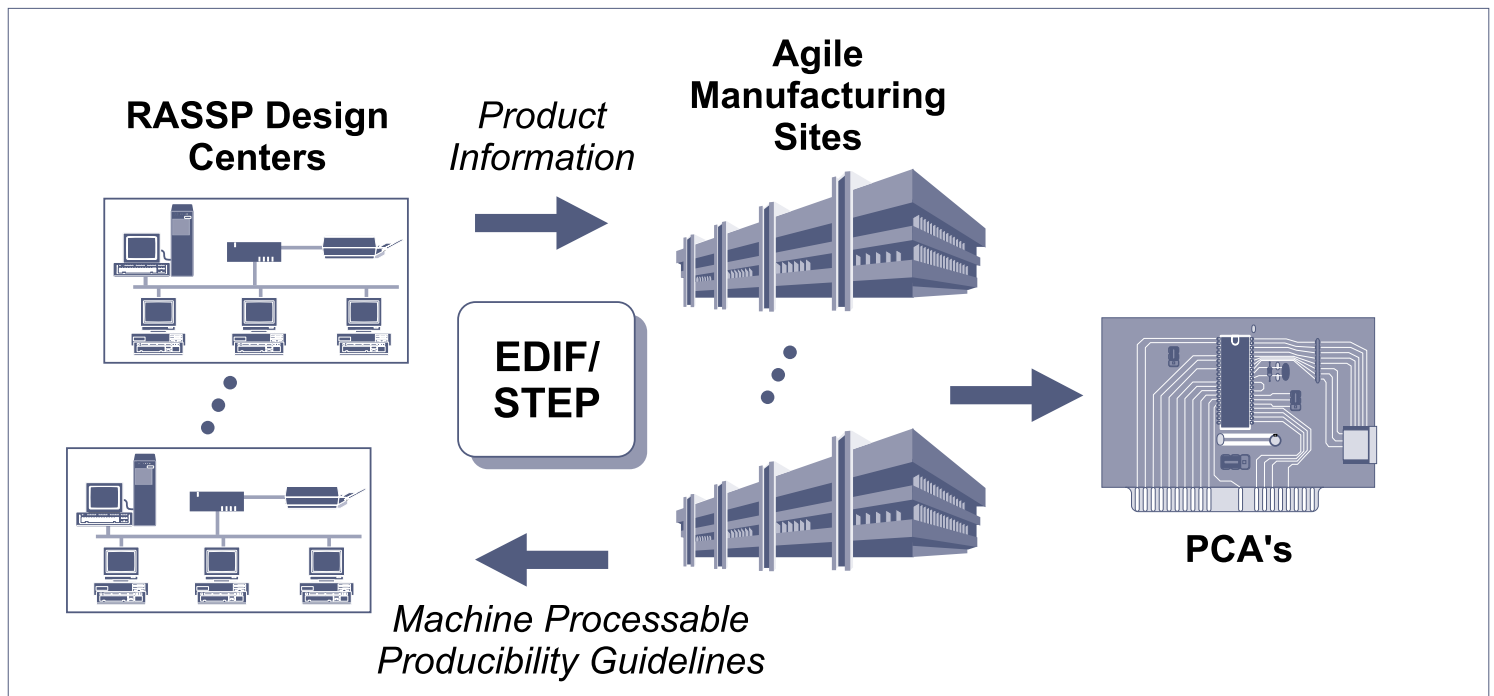 RASSP Design
Centers
Product
Information
Agile
Manufacturing
Sites
EDIF/
STEP
PCA's
Machine Processable
Producibility Guidelines